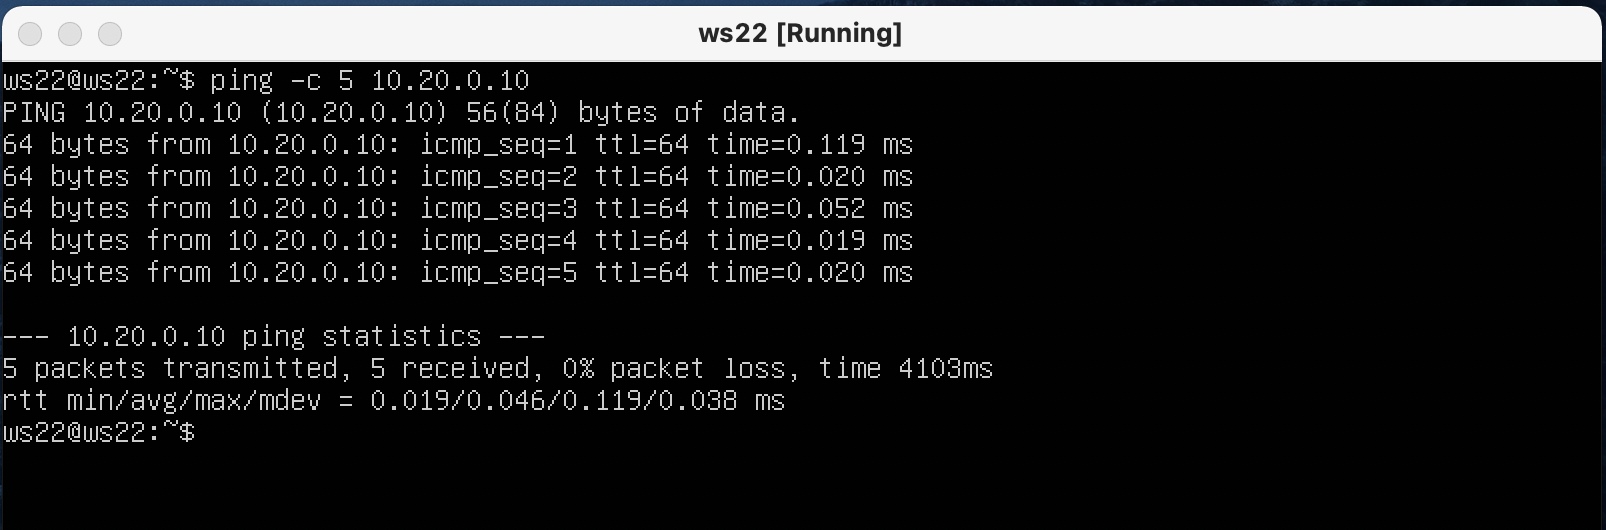 ws22 [Running]
ws22@ws22:~$ ping -c 5 10.20.0.10
PING 10.20.0.10 (10.20.0.10) 56(84) bytes of data.
64 bytes from 10.20.0.10: icmp_seq=1 ttl=64 time=0.119 ms
64 bytes from 10.20.0.10: icmp_seq=2 ttl=64 time=0.020 ms
64 bytes from 10.20.0.10: icmp_seq=3 ttl=64 time=0.052 ms
64 bytes from 10.20.0.10: icmp_seq=4 ttl=64 time=0.019 ms
64 bytes from 10.20.0.10: icmp_seq=5 ttl=64 time=0.020 ms
--- 10.20.0.10 ping statistics ---
5 packets transmitted, 5 received, 0% packet loss, time 4103ms
rtt min/avg/max/mdev = 0.019/0.046/0.119/0.038 ms
ws22@ws22:~$